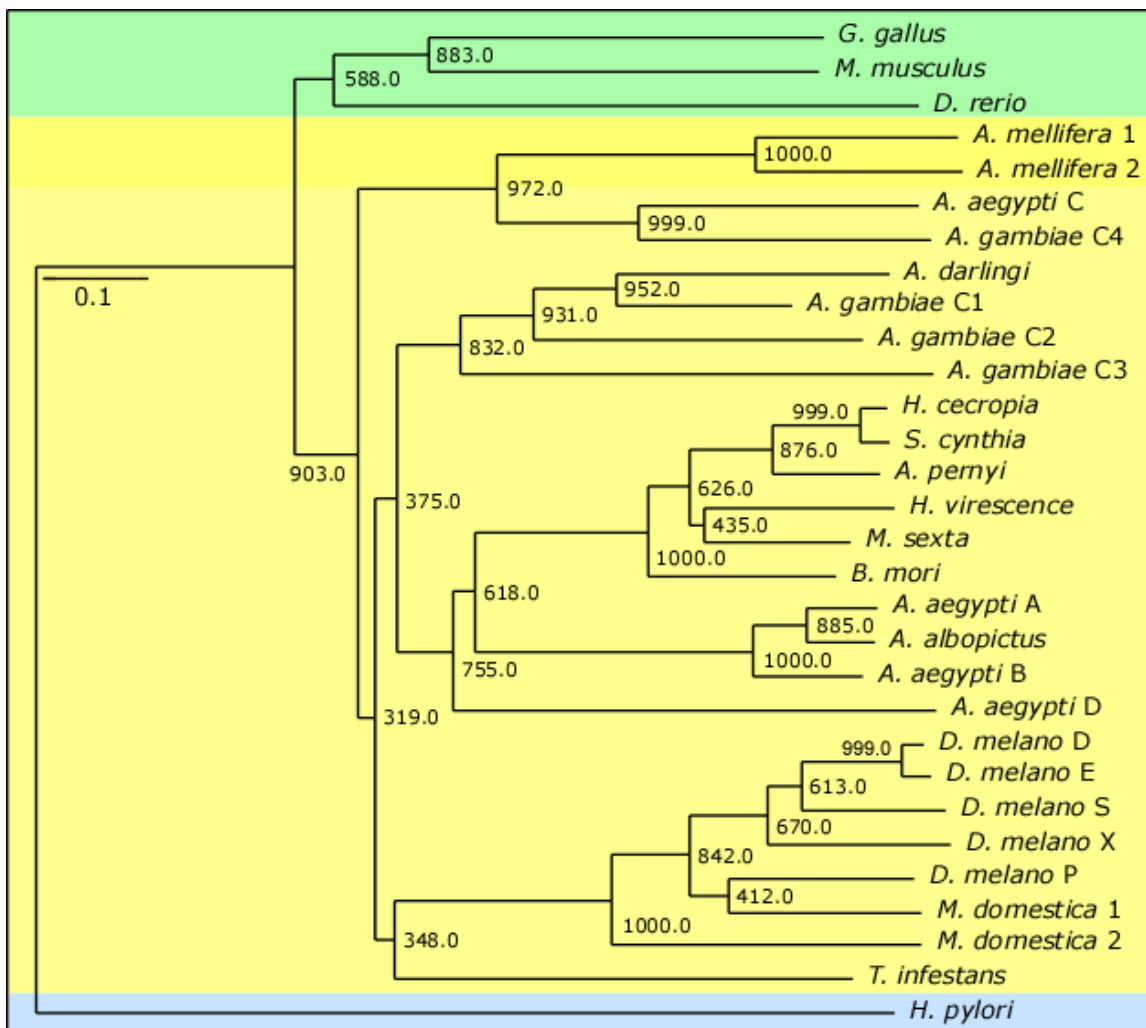 G. gallus
883.0
M. musculus
588.0
D. rerio
A. mellifera 1
1000.0
A. mellifera 2
972.0
A. aegypti C
999.0
A. gambiae C4
A. darlingi
0.1
952.0
A. gambiae C1
931.0
A. gambiae C2
832.0
A. gambiae C3
H. cecropia
999.0
S. cynthia
876.0
A. pernyi
903.0
626.0
375.0
H. virescence
435.0
M. sexta
1000.0
B. mori
618.0
A. aegypti A
885.0
A. albopictus
1000.0
755.0
A. aegypti B
A. aegypti D
319.0
D. melano D
999.0
D. melano E
613.0
D. melano S
670.0
D. melano X
842.0
D. melano P
412.0
M. domestica 1
1000.0
348.0
M. domestica 2
T. infestans
H. pylori